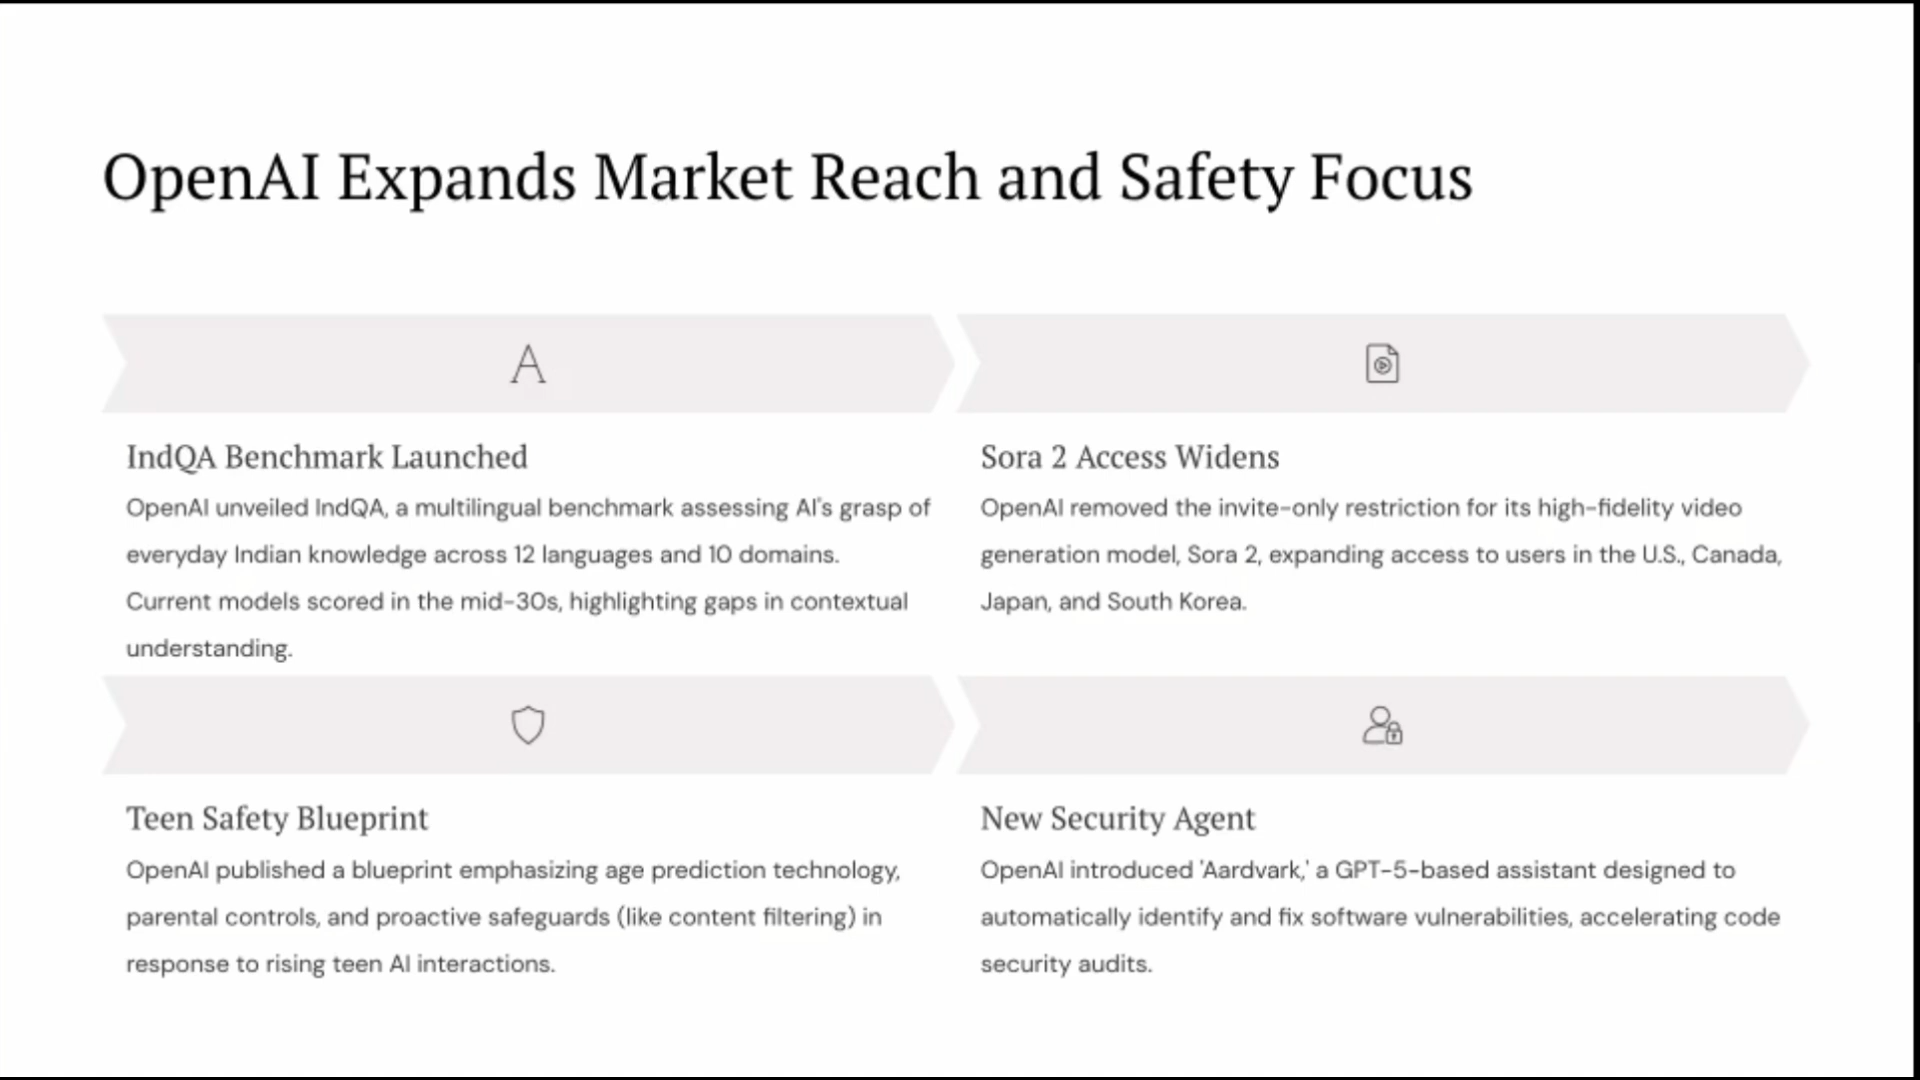 OpenAI Expands Market Reach and Safety Focus
IndQA Benchmark Launched
OpenAI unveiled IndQA, a multilingual benchmark assessing AI's grasp of
everyday Indian knowledge across 12 languages and 10 domains.
Current models scored in the mid-30s, highlighting gaps in contextual
understanding.
Sora 2 Access Widens
OpenAI removed the invite-only restriction for its high-fidelity video
generation model, Sora 2, expanding access to users in the U.S., Canada,
Japan, and South Korea.
Teen Safety Blueprint
OpenAI published a blueprint emphasizing age prediction technology,
parental controls, and proactive safeguards (like content filtering) in
response to rising teen AI interactions.
New Security Agent
OpenAI introduced 'Aardvark,' a GPT-5-based assistant designed to
automatically identify and fix software vulnerabilities, accelerating code
security audits.